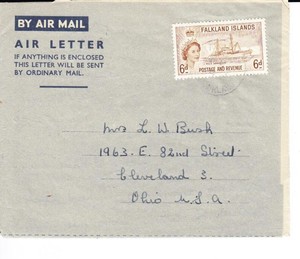 BY AIR MAIL
AIR LETTER
IF ANYTHING IS ENCLOSED
THIS LETTER WILL BE SENT
BY ORDINARY MAIL.
FALKLAND ISLANDS
6d POSTAGE AND REVENUE 6d
Mrs L. W Bush
1963. E. 82nd Street
Cleveland 3.
Ohio U.S.A.